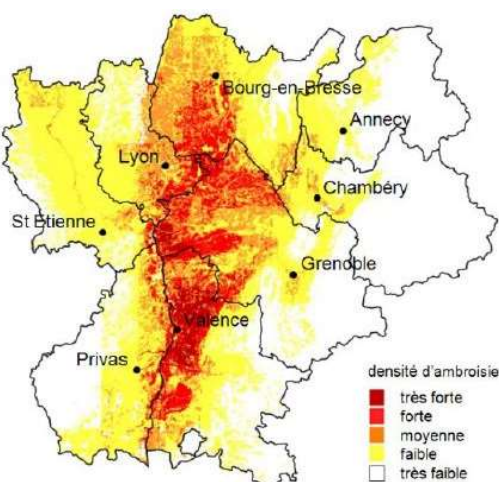 Bourg-en-Bresse
Annecy
Lyon
Chambéry
St Etienne
Grenoble
Valence
Privas
densité d'ambroisie
très forte
forte
moyenne
faible
très faible